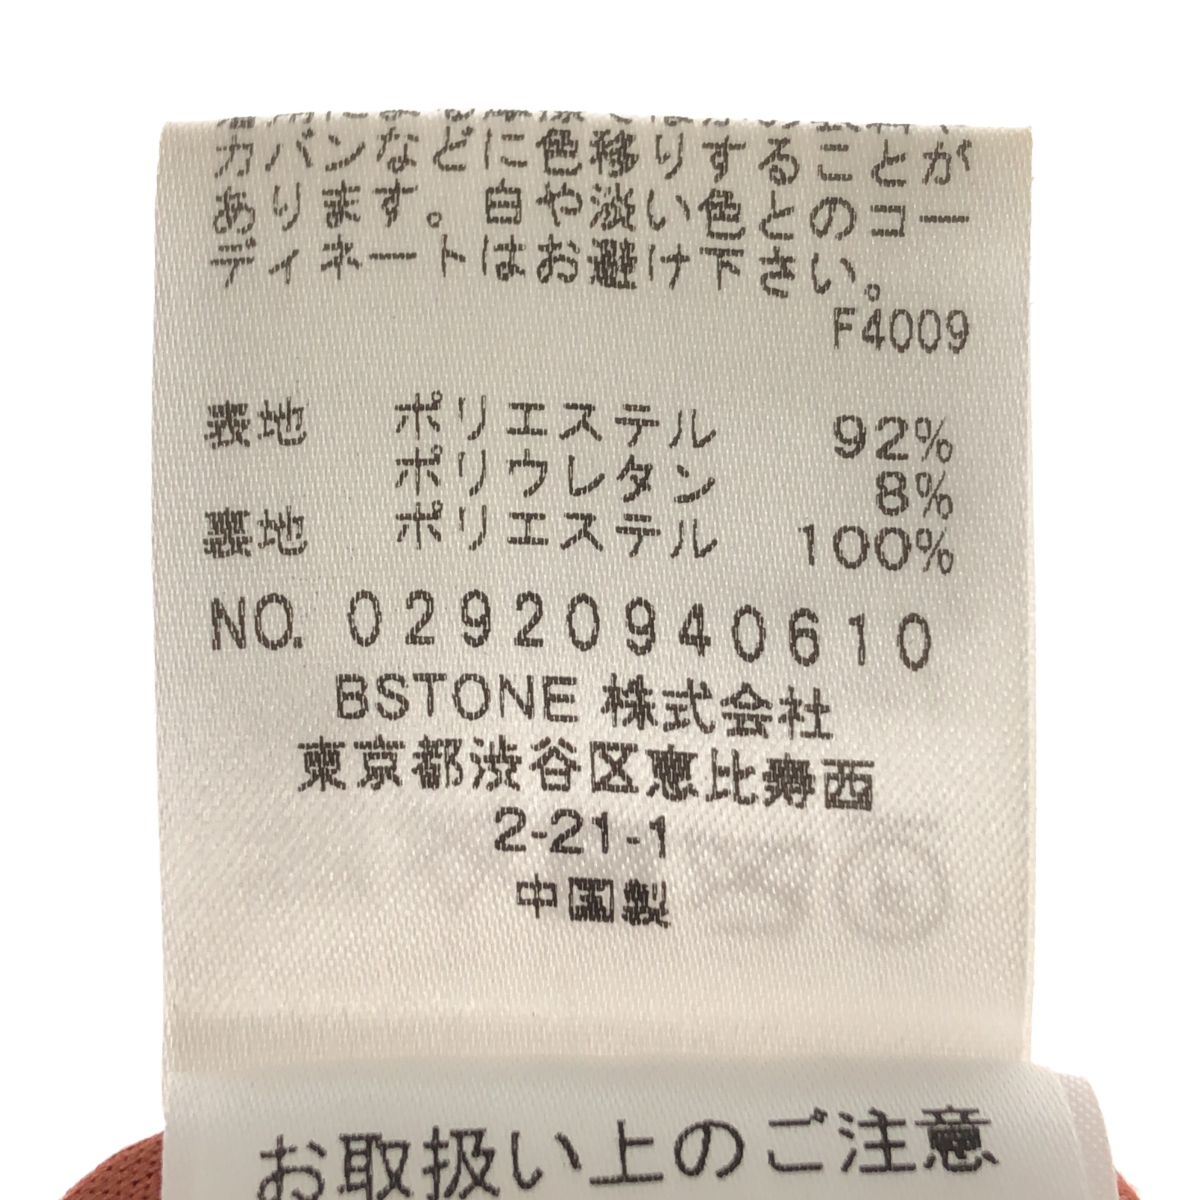 カバンなどに色移りすることが
あります。白や淡い色とのコー
ディネートはお避け下さい。
F4009
表地 ポリエステル 92%
ポリウレタン 8%
裏地 ポリエステル 100%
NO. 02920940610
BSTONE 株式会社
東京都渋谷区恵比寿西
2-21-1
中国製
お取扱い上のご注意